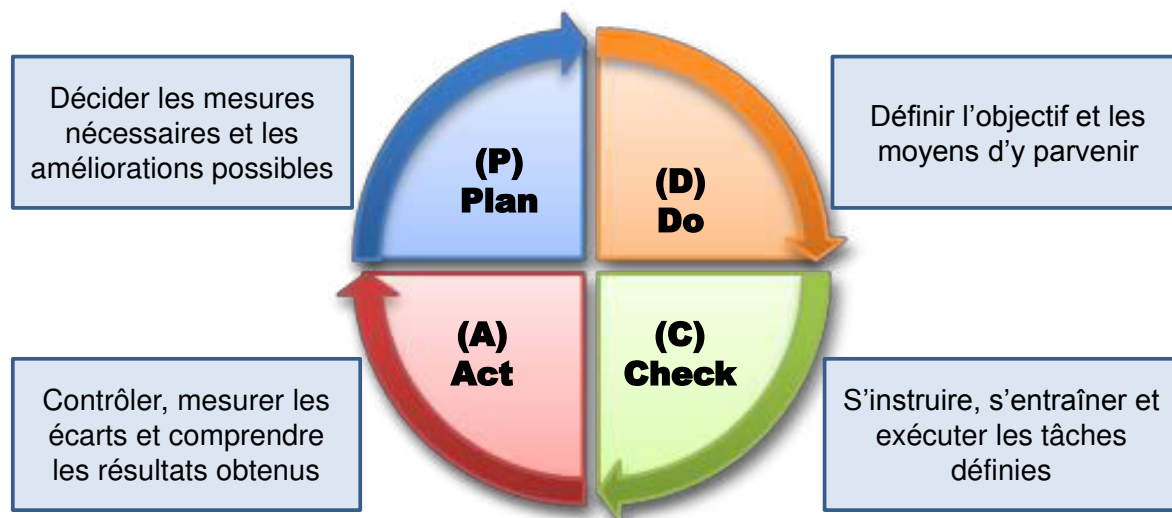 Décider les mesures
nécessaires et les
améliorations possibles
(P)
Plan
(D)
Do
Définir l’objectif et les
moyens d’y parvenir
(A)
Act
(C)
Check
Contrôler, mesurer les
écarts et comprendre
les résultats obtenus
S’instruire, s’entraîner et
exécuter les tâches
définies